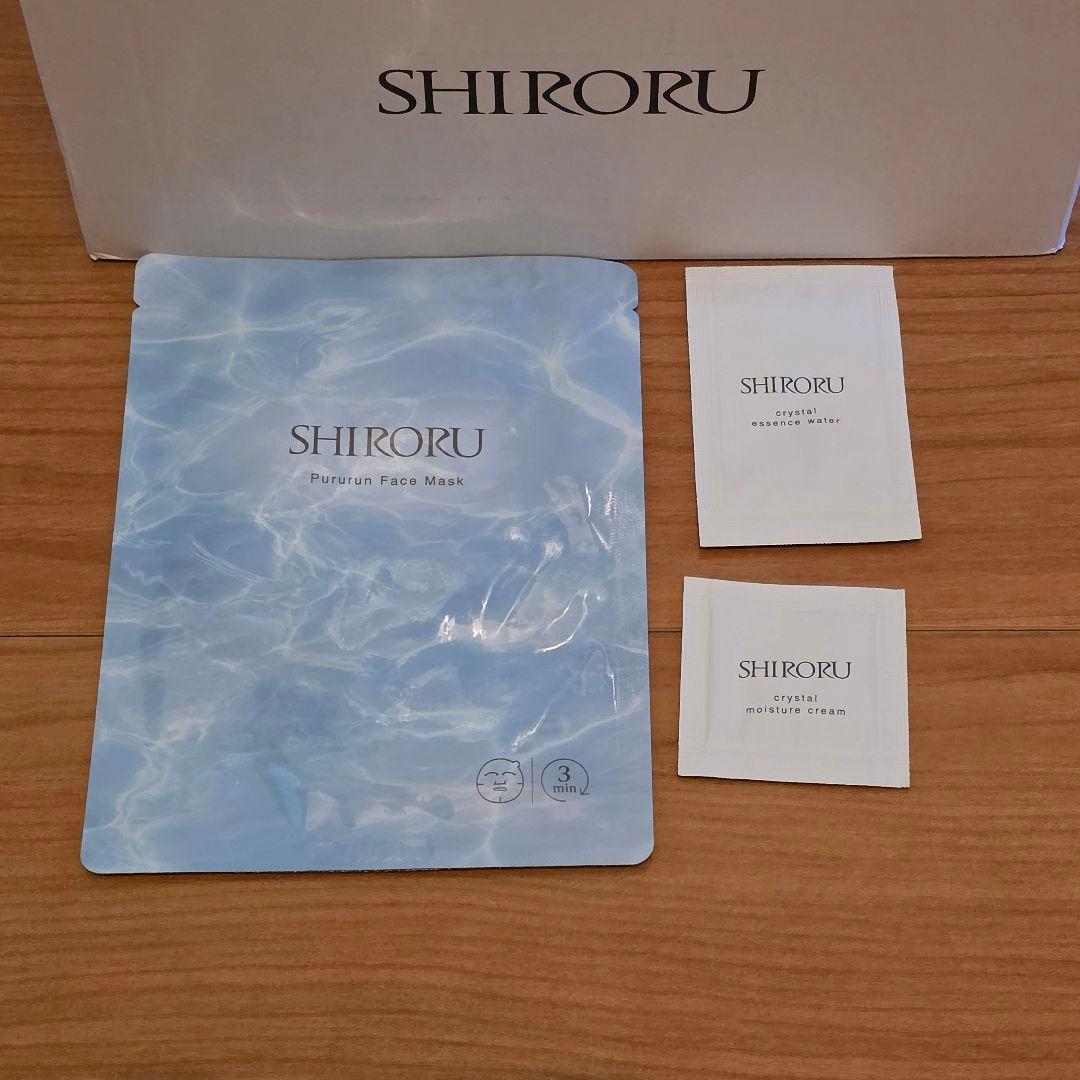 SHIRORU
SHIRORU
Pururun Face Mask
3
min
SHIRORU
crystal
essence water
SHIRORU
crystal
moisture cream